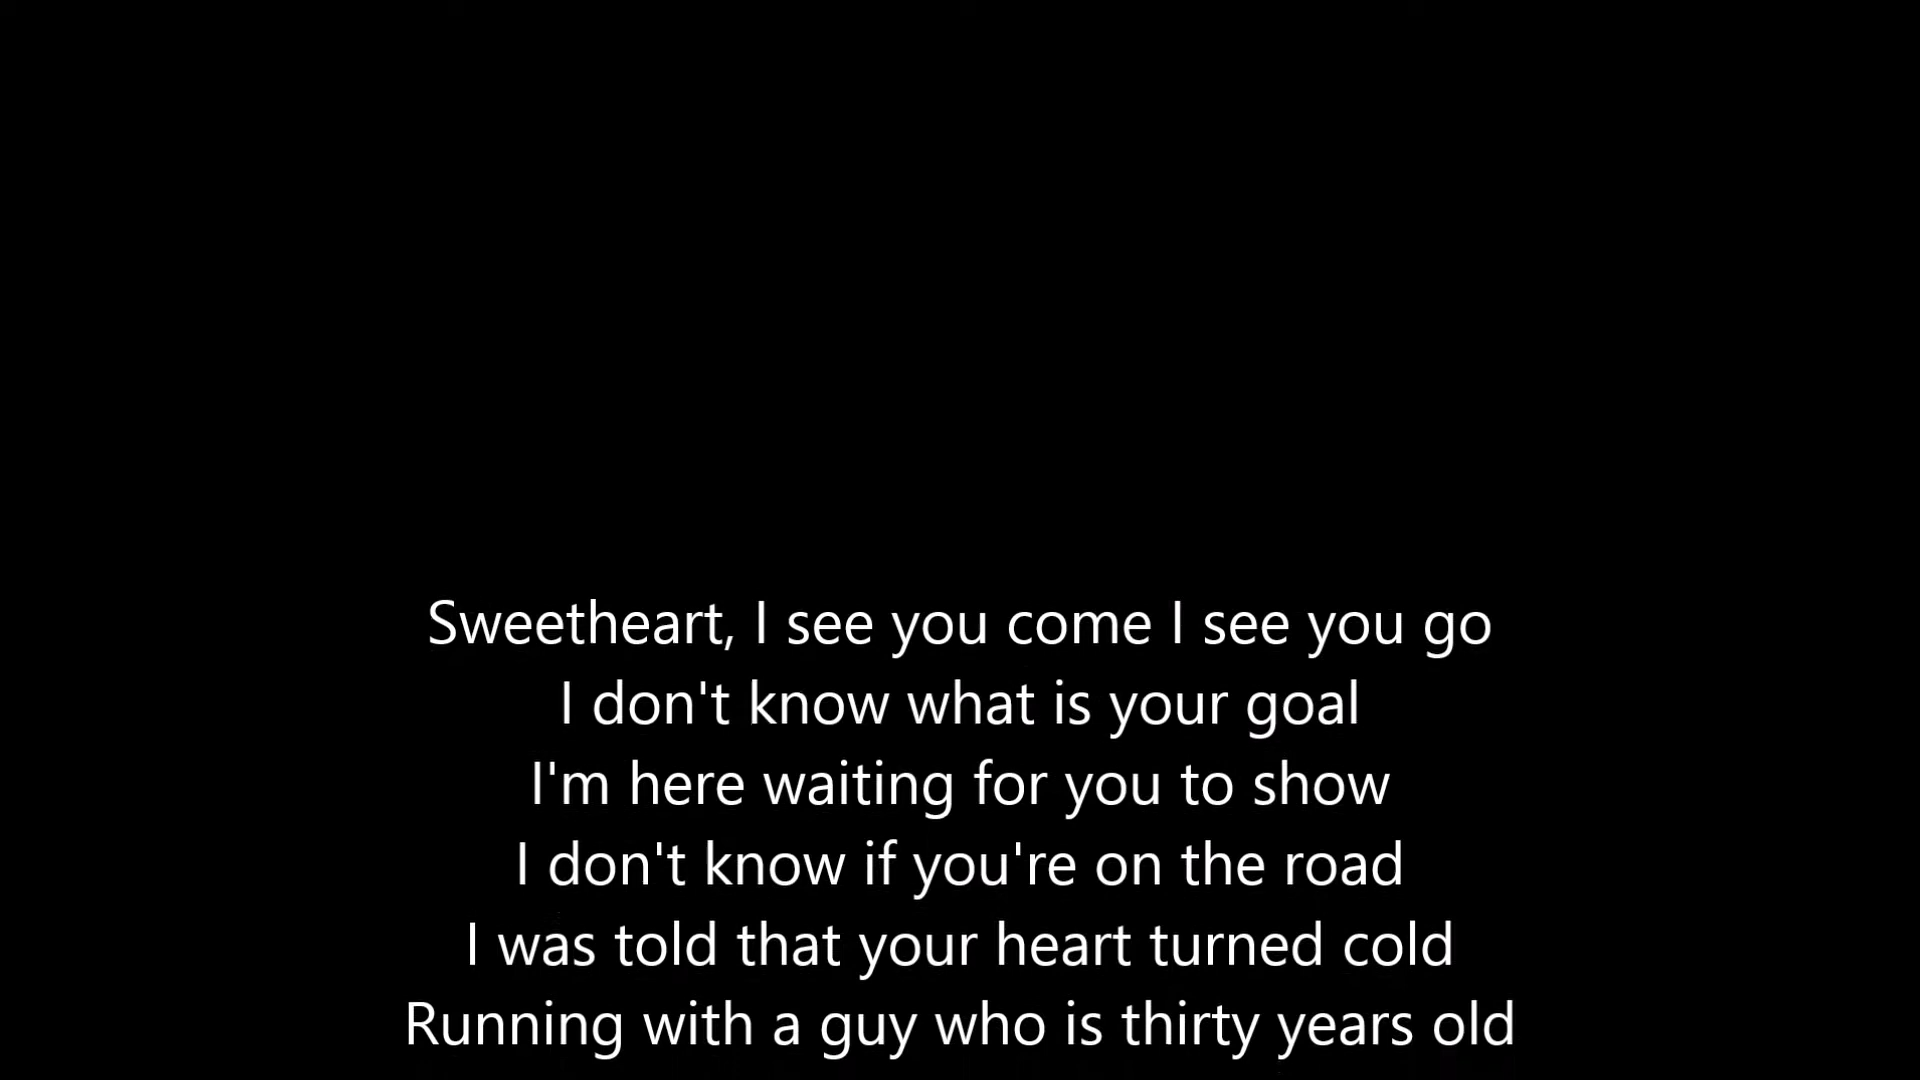 Sweetheart, I see you come I see you go
I don't know what is your goal
I'm here waiting for you to show
I don't know if you're on the road
I was told that your heart turned cold
Running with a guy who is thirty years old